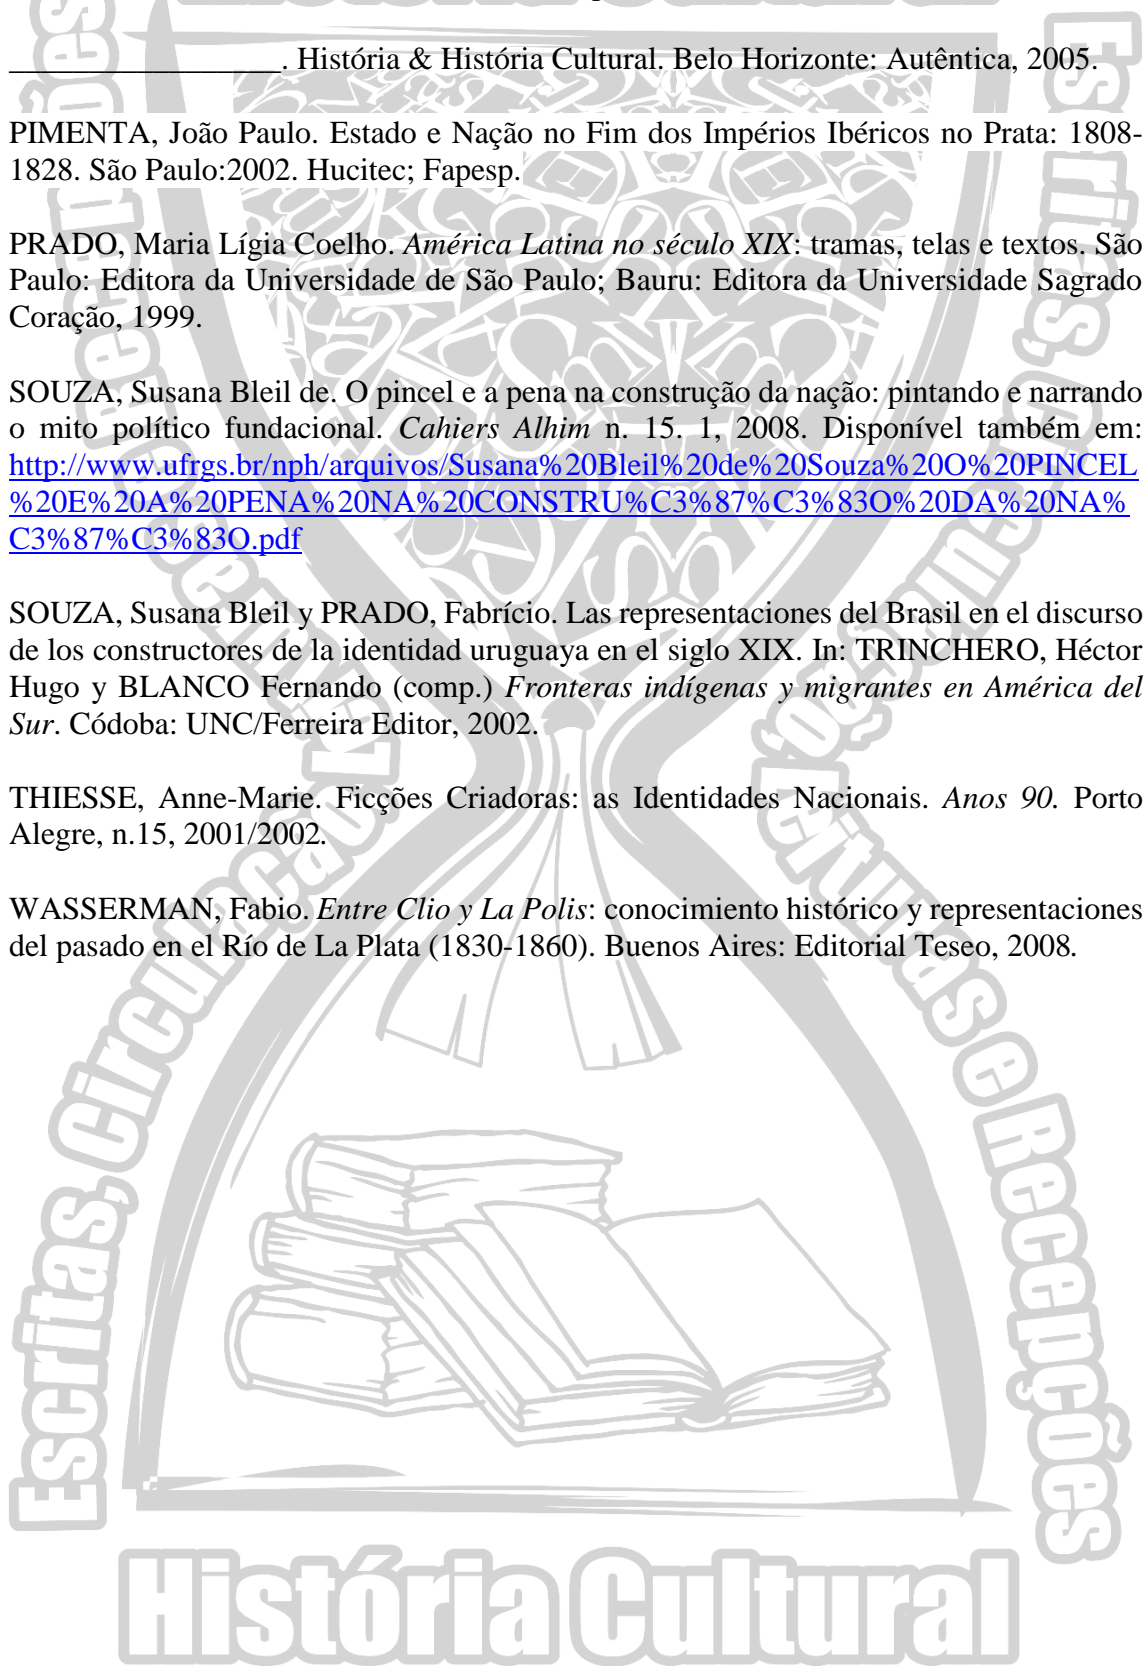 _________________. História & História Cultural. Belo Horizonte: Autêntica, 2005.
PIMENTA, João Paulo. Estado e Nação no Fim dos Impérios Ibéricos no Prata: 1808-
1828. São Paulo:2002. Hucitec; Fapesp.
PRADO, Maria Lígia Coelho. América Latina no século XIX: tramas, telas e textos. São
Paulo: Editora da Universidade de São Paulo; Bauru: Editora da Universidade Sagrado
Coração, 1999.
SOUZA, Susana Bleil de. O pincel e a pena na construção da nação: pintando e narrando
o mito político fundacional. Cahiers Alhim n. 15. 1, 2008. Disponível também em:
http://www.ufrgs.br/nph/arquivos/Susana%20Bleil%20de%20Souza%20O%20PINCEL
%20E%20A%20PENA%20NA%20CONSTRU%C3%87%C3%83O%20DA%20NA%
C3%87%C3%83O.pdf
SOUZA, Susana Bleil y PRADO, Fabrício. Las representaciones del Brasil en el discurso
de los constructores de la identidad uruguaya en el siglo XIX. In: TRINCHERO, Héctor
Hugo y BLANCO Fernando (comp.) Fronteras indígenas y migrantes en América del
Sur. Códoba: UNC/Ferreira Editor, 2002.
THIESSE, Anne-Marie. Ficções Criadoras: as Identidades Nacionais. Anos 90. Porto
Alegre, n.15, 2001/2002.
WASSERMAN, Fabio. Entre Clio y La Polis: conocimiento histórico y representaciones
del pasado en el Río de La Plata (1830-1860). Buenos Aires: Editorial Teseo, 2008.
Escritas, Circulação,
Leituras e Recepções
História Cultural